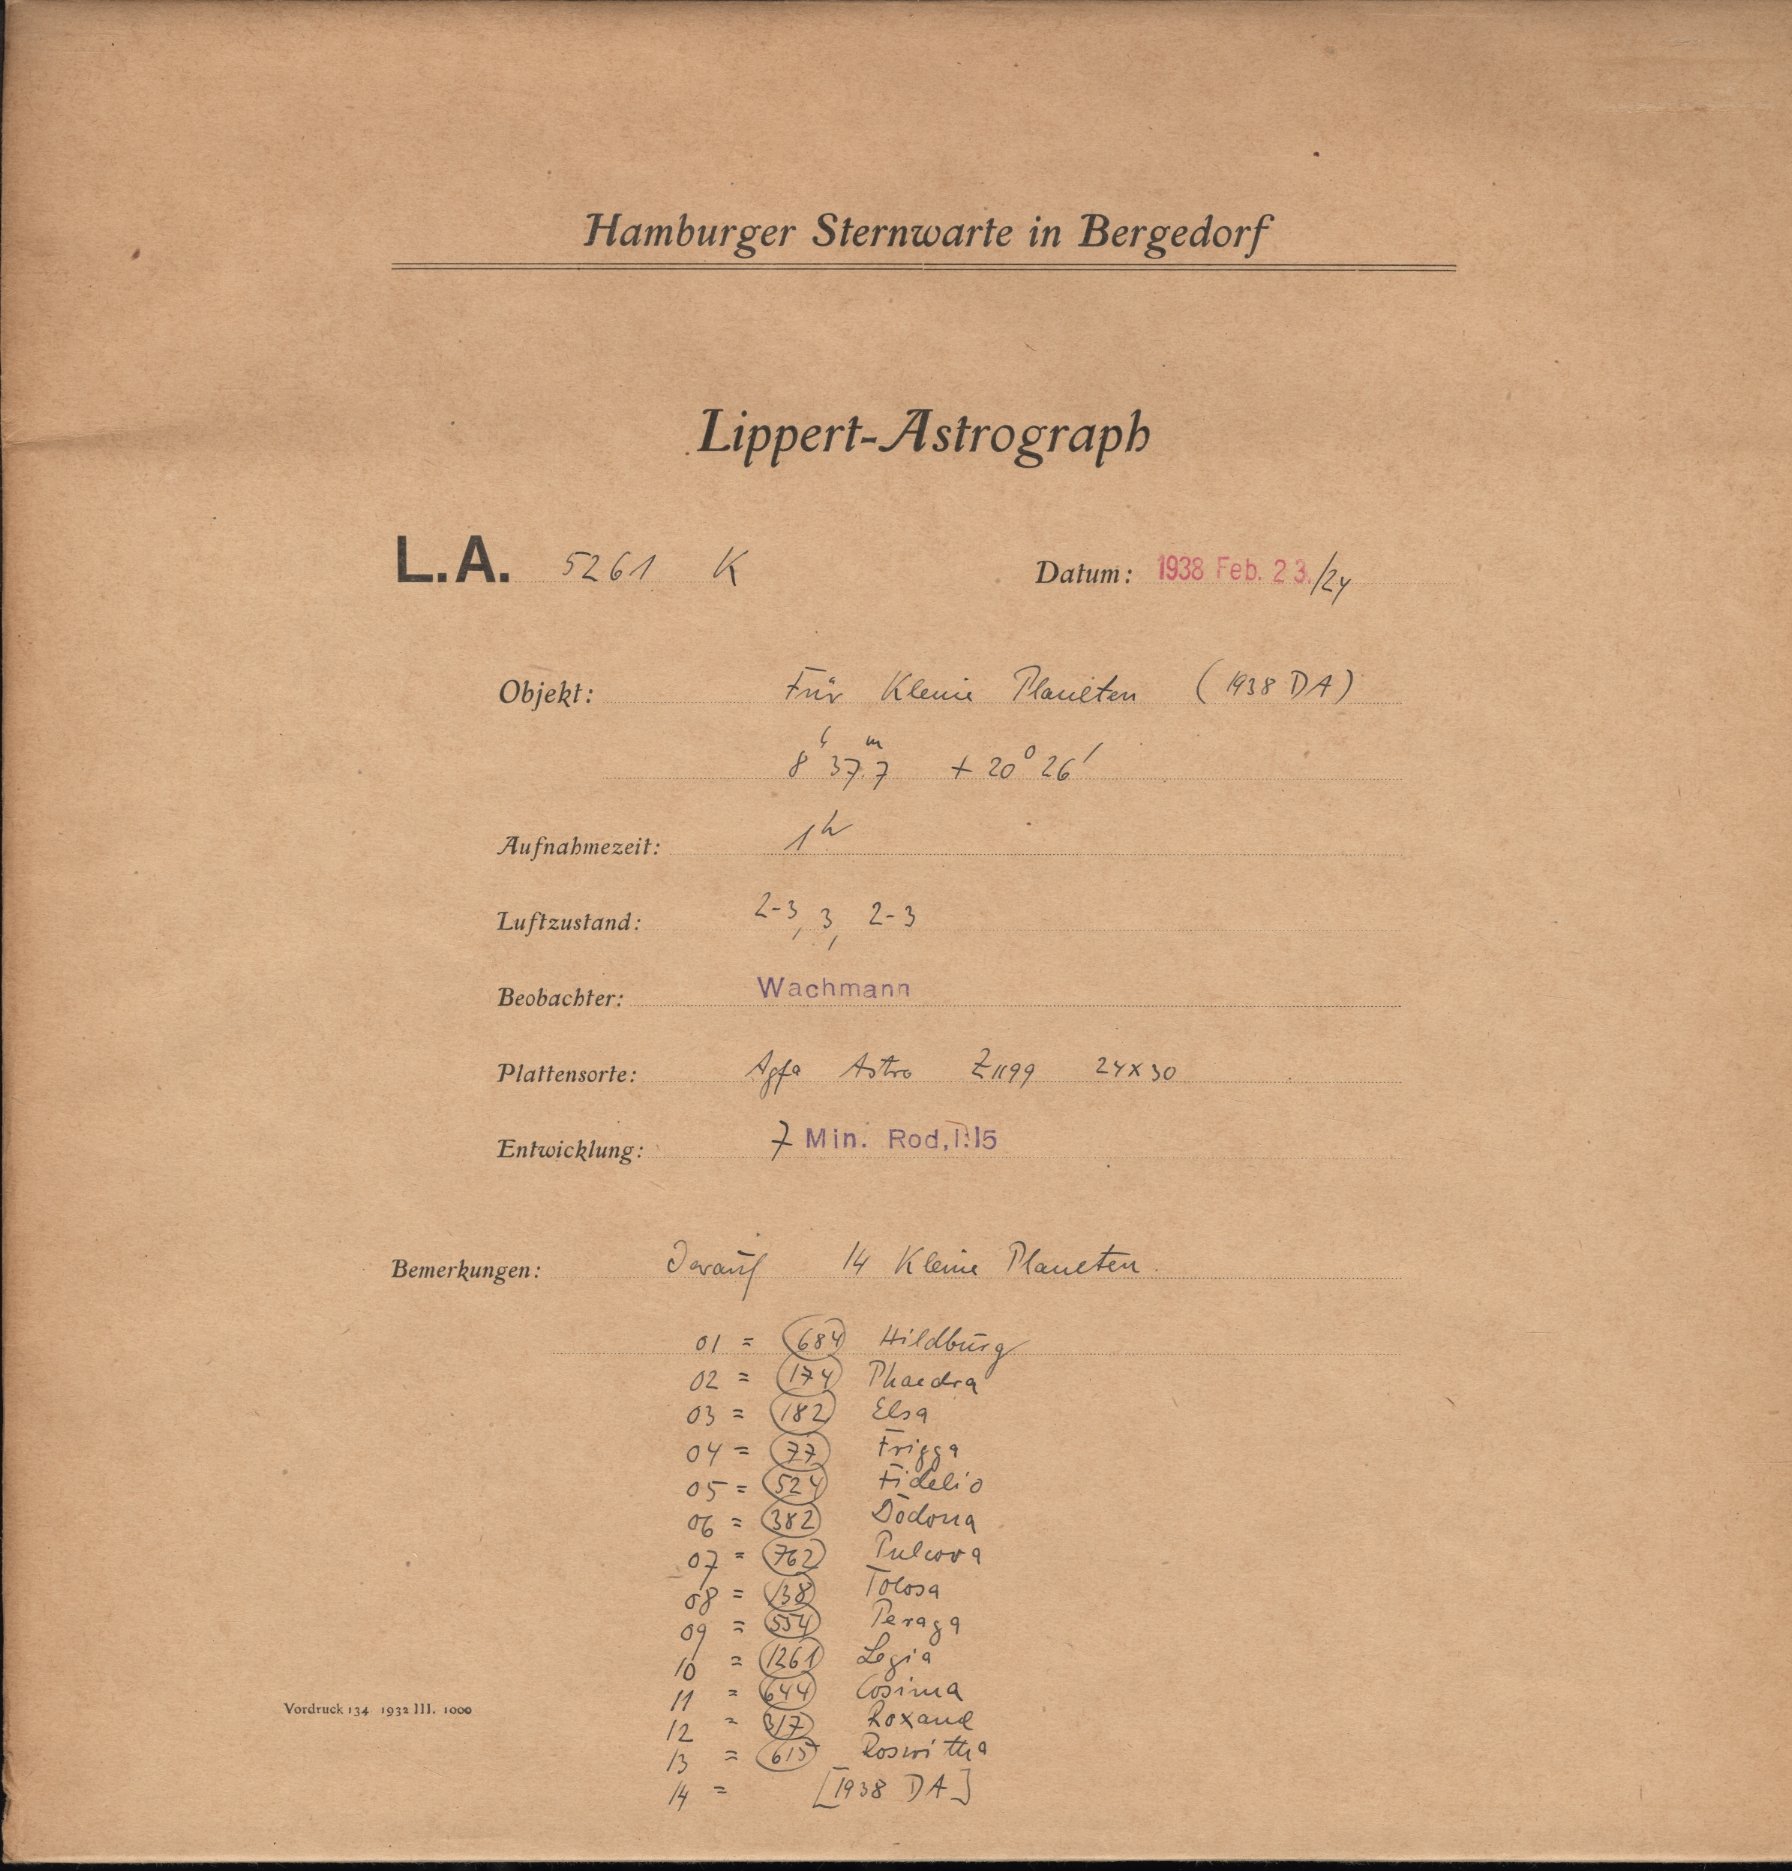 Hamburger Sternwarte in Bergedorf
Lippert-Astrograph
L.A. 5261 K Datum: 1938 Feb. 23./24
Objekt: Für Kleine Planeten (1938 DA)
8h 37.m7 + 20° 26′
Aufnahmezeit: 1h
Luftzustand: 2-3, 3, 2-3
Beobachter: Wachmann
Plattensorte: Agfa Astro Z1199 24x30
Entwicklung: 7 Min. Rod, 1:15
Bemerkungen: Darauf 14 Kleine Planeten.
01 = 684 Hildburg
02 = 174 Phaedra
03 = 182 Elsa
04 = 77 Frigga
05 = 524 Fidelio
06 = 382 Dodona
07 = 762 Pulcova
08 = 138 Tolosa
09 = 554 Peraga
10 = 1261 Legia
11 = 644 Cosima
12 = 317 Roxane
13 = 615 Roswitha
14 = [1938 DA]
Vordruck 134 1932 III. 1000